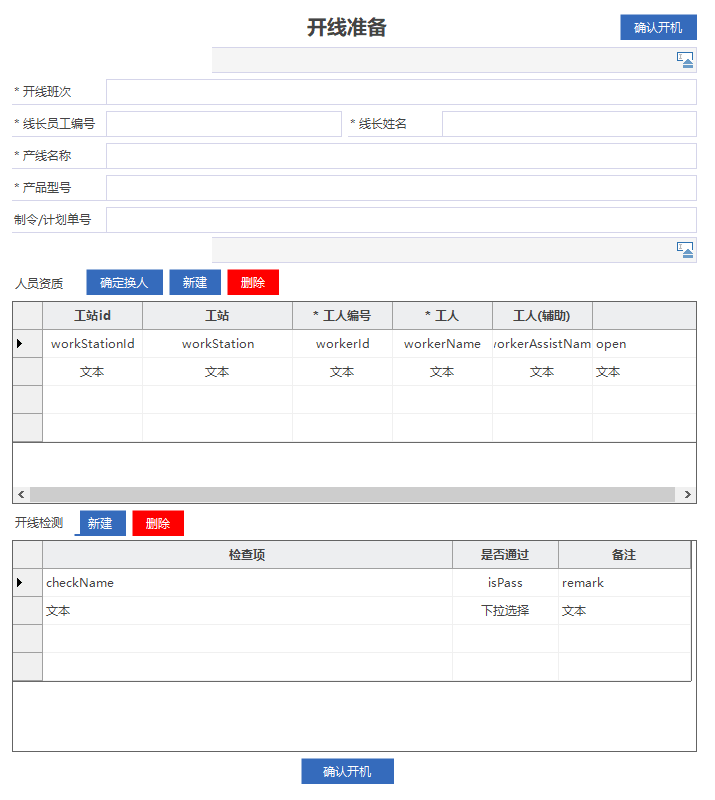 开线准备
确认开机
* 开线班次
* 线长员工编号
* 线长姓名
* 产线名称
* 产品型号
制令/计划单号
人员资质 确定换人 新建 删除
工站id 工站 * 工人编号 * 工人 工人(辅助)
workStationId workStation workerId workerName workerAssistNam open
文本 文本 文本 文本 文本 文本
开线检测 新建 删除
检查项 是否通过 备注
checkName isPass remark
文本 下拉选择 文本
确认开机